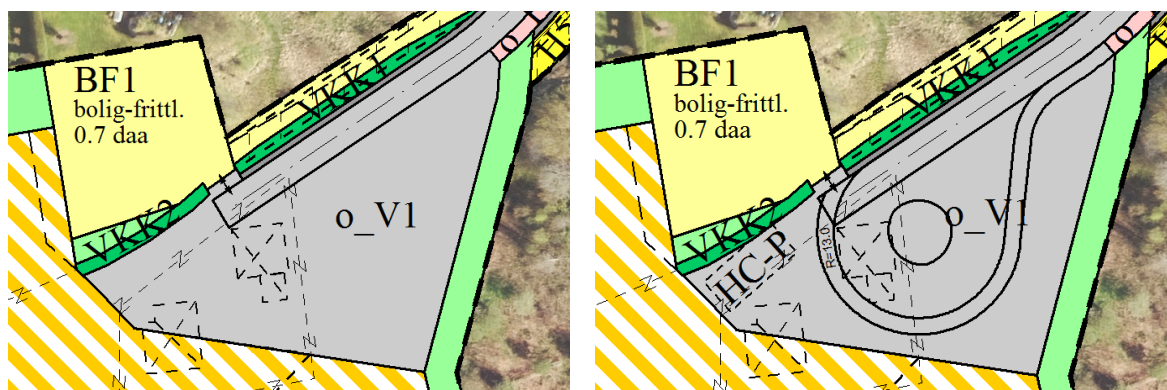 BF1
bolig-frittl.
0.7 daa
VKK1
VKK2
o_V1
BF1
bolig-frittl.
0.7 daa
VKK1
VKK2
o_V1
R=13.0
HC-P